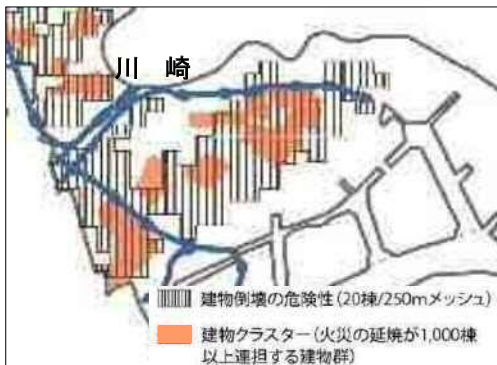 川 崎
建物倒壊の危険性(20棟/250mメッシュ)
建物クラスター(火災の延焼が1,000棟
以上連担する建物群)